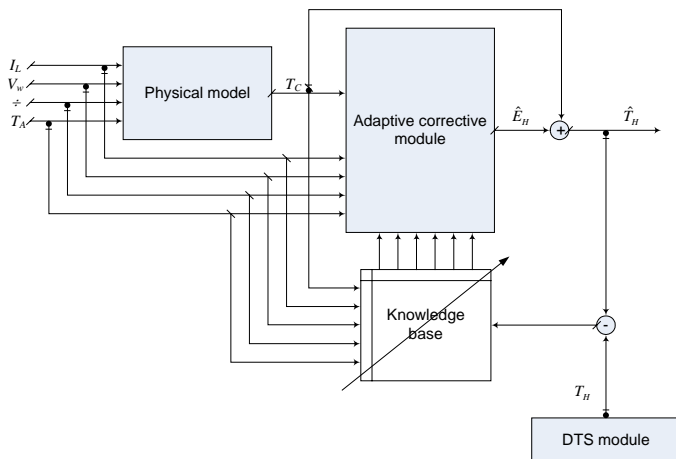 I_L
V_w
÷
T_A
Physical model
T_C
Adaptive corrective
module
Ê_H
+
T̂_H
Knowledge
base
-
T_H
DTS module